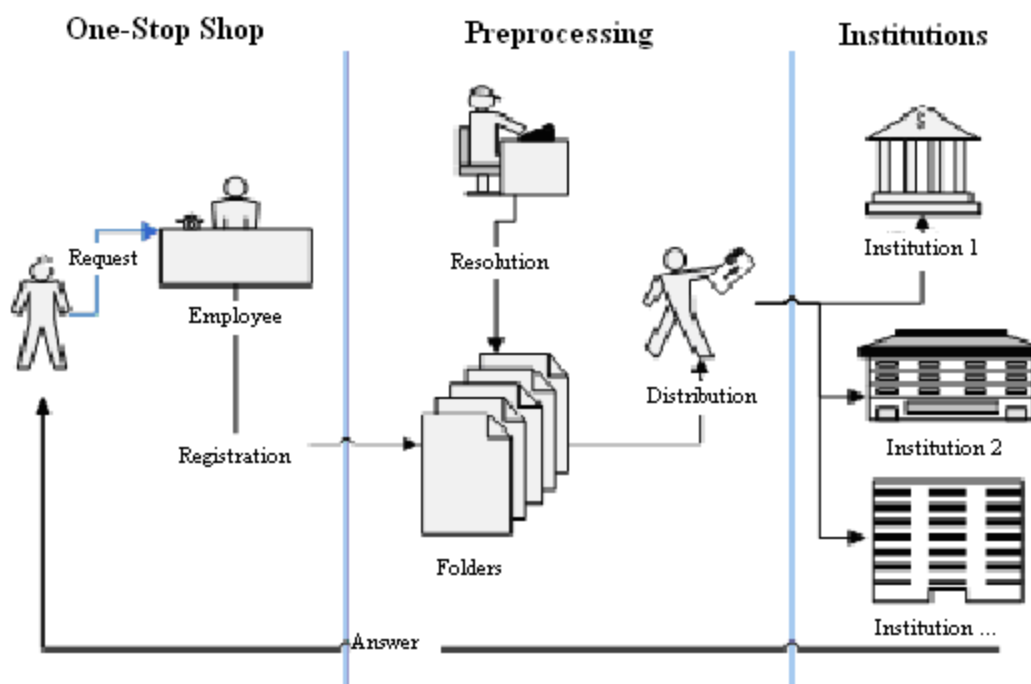 One-Stop Shop
Preprocessing
Institutions
Request
Employee
Registration
Resolution
Folders
Distribution
Institution 1
Institution 2
Institution ...
Answer